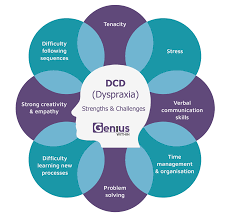 Tenacity
Stress
Verbal
communication
skills
Time
management
& organisation
Problem
solving
Difficulty
learning new
processes
Strong creativity
& empathy
Difficulty
following
sequences
DCD
(Dyspraxia)
Strengths & Challenges
Genius
WITHIN